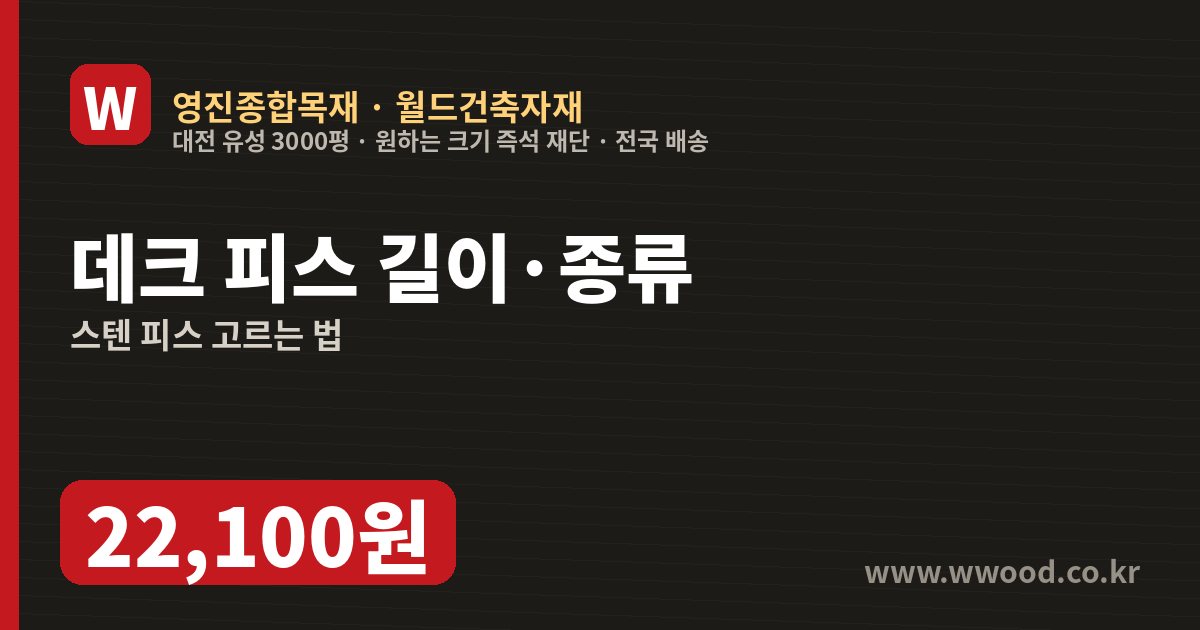 W
영진종합목재 · 월드건축자재
대전 유성 3000평 · 원하는 크기 즉석 재단 · 전국 배송
데크 피스 길이·종류
스텐 피스 고르는 법
22,100원
www.wwood.co.kr